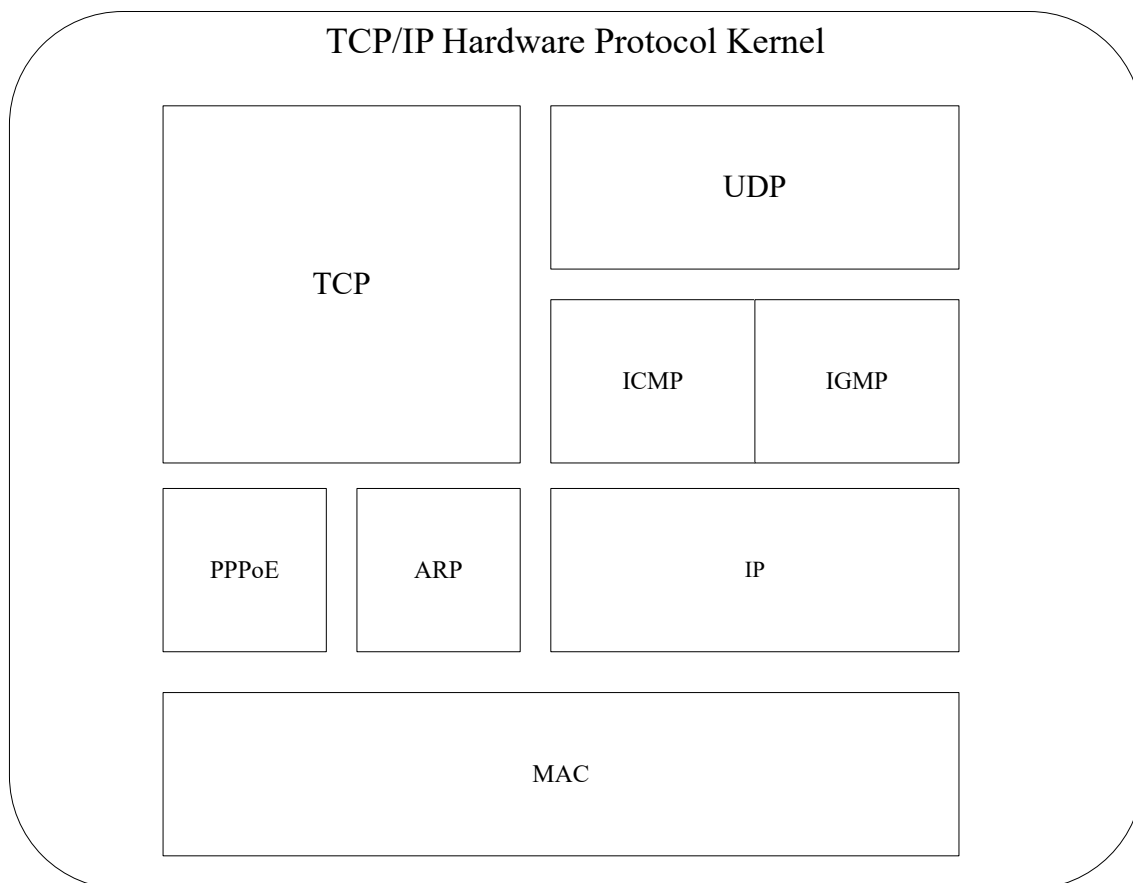 TCP/IP Hardware Protocol Kernel
TCP
UDP
ICMP
IGMP
PPPoE
ARP
IP
MAC